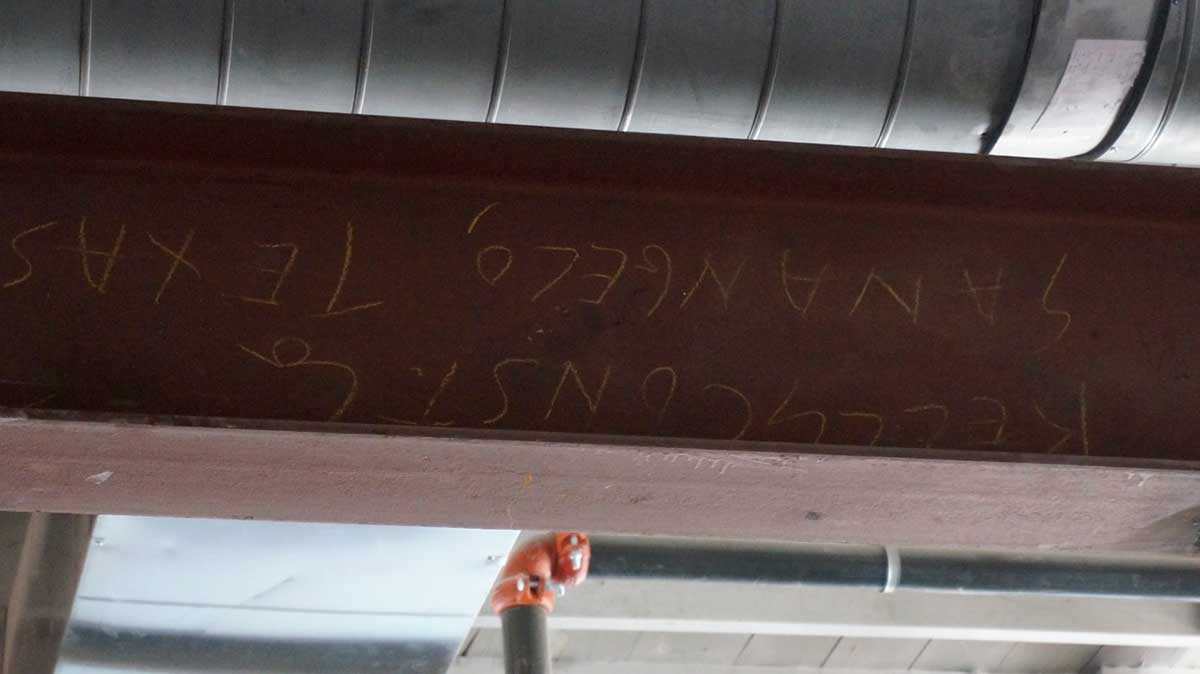 KELLY CONST. Co
SAN ANGELO, TEXAS